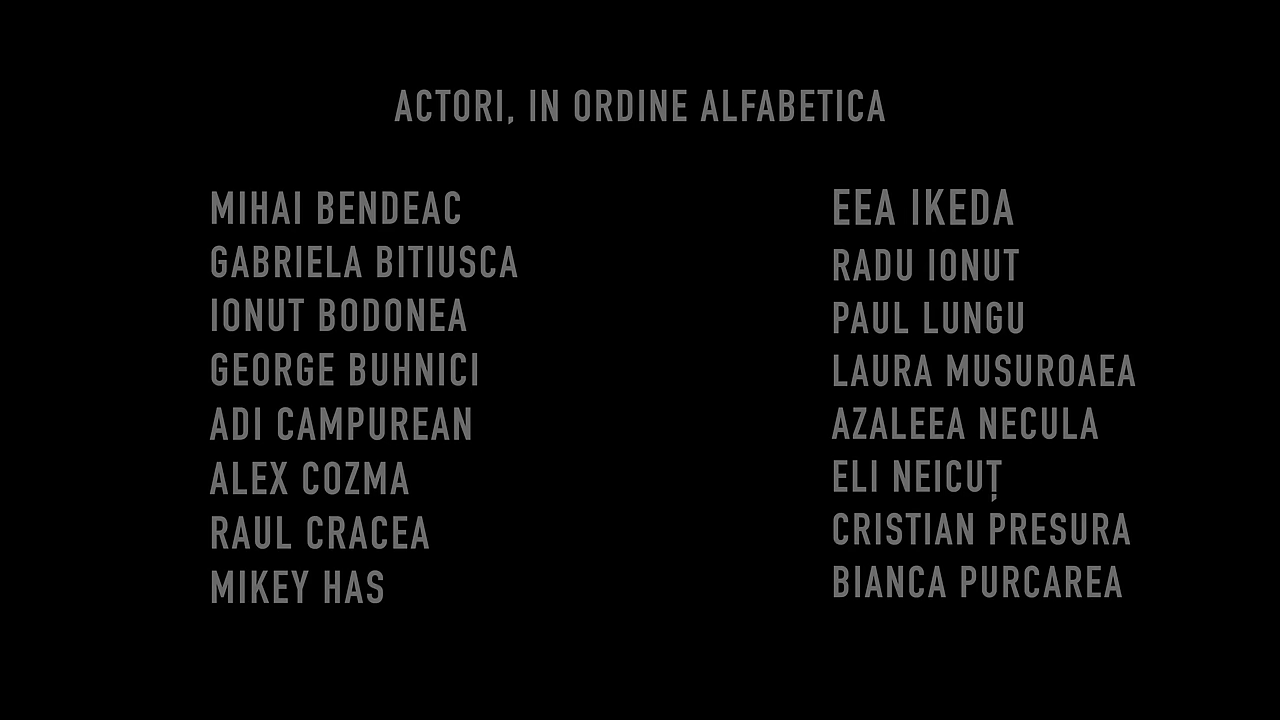 ACTORI, IN ORDINE ALFABETICA
MIHAI BENDEAC
GABRIELA BITIUSCA
IONUT BODONEA
GEORGE BUHNICI
ADI CAMPUREAN
ALEX COZMA
RAUL CRACEA
MIKEY HAS
EEA IKEDA
RADU IONUT
PAUL LUNGU
LAURA MUSUROAEA
AZALEEA NECULA
ELI NEICUȚ
CRISTIAN PRESURA
BIANCA PURCAREA